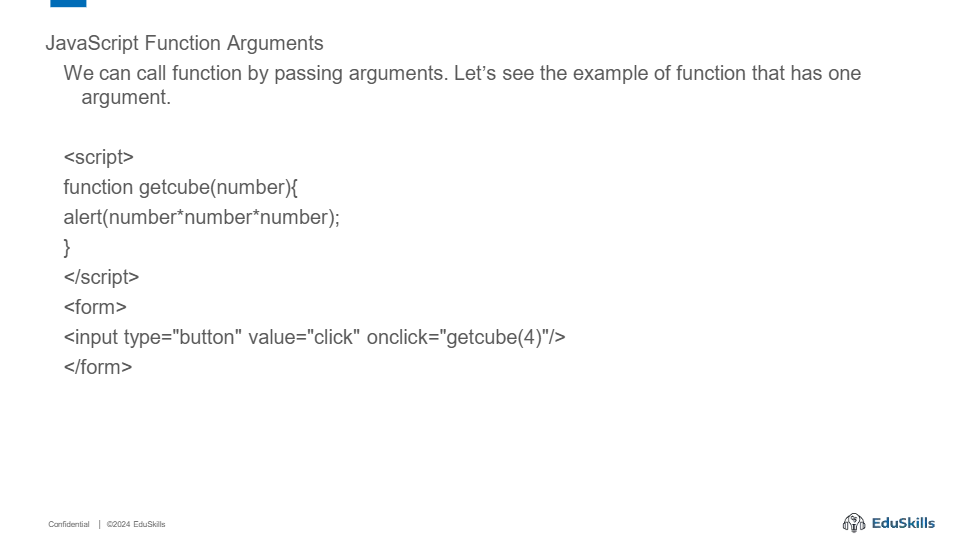 JavaScript Function Arguments
We can call function by passing arguments. Let’s see the example of function that has one
argument.
<script>
function getcube(number){
alert(number*number*number);
}
</script>
<form>
<input type="button" value="click" onclick="getcube(4)"/>
</form>
Confidential | ©2024 EduSkills
EduSkills